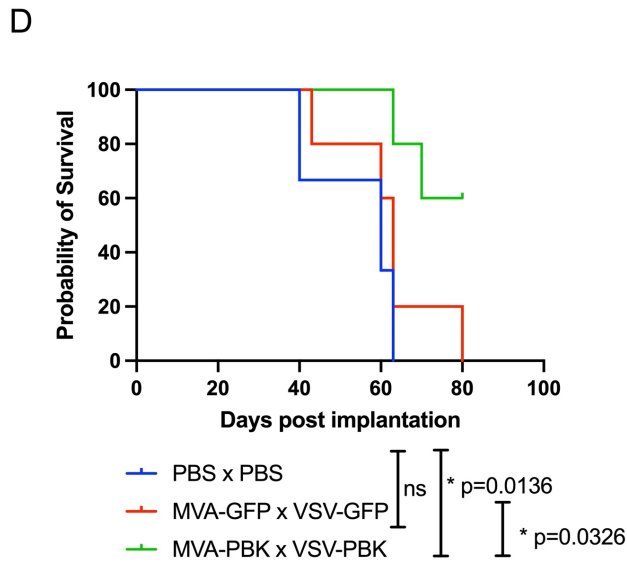 D
Probability of Survival
100
80
60
40
20
0
0 20 40 60 80 100
Days post implantation
PBS x PBS
MVA-GFP x VSV-GFP
MVA-PBK x VSV-PBK
ns
* p=0.0136
* p=0.0326